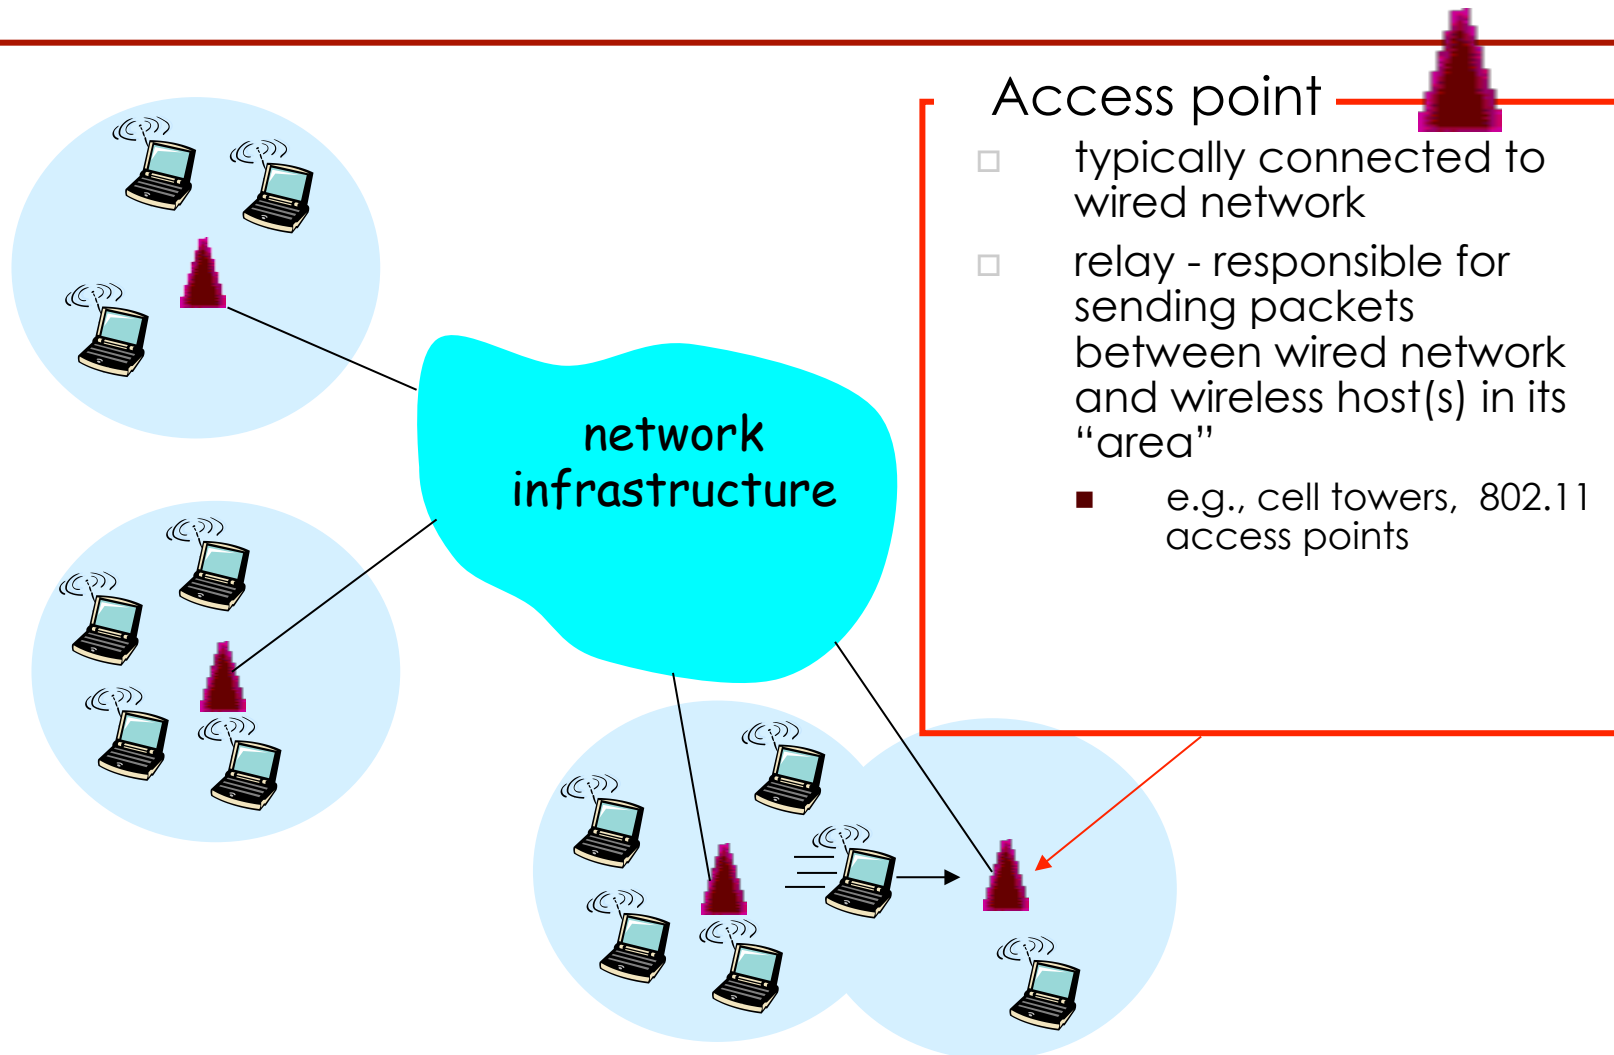 Access point
typically connected to
wired network
relay - responsible for
sending packets
between wired network
and wireless host(s) in its
“area”
e.g., cell towers, 802.11
access points
network
infrastructure